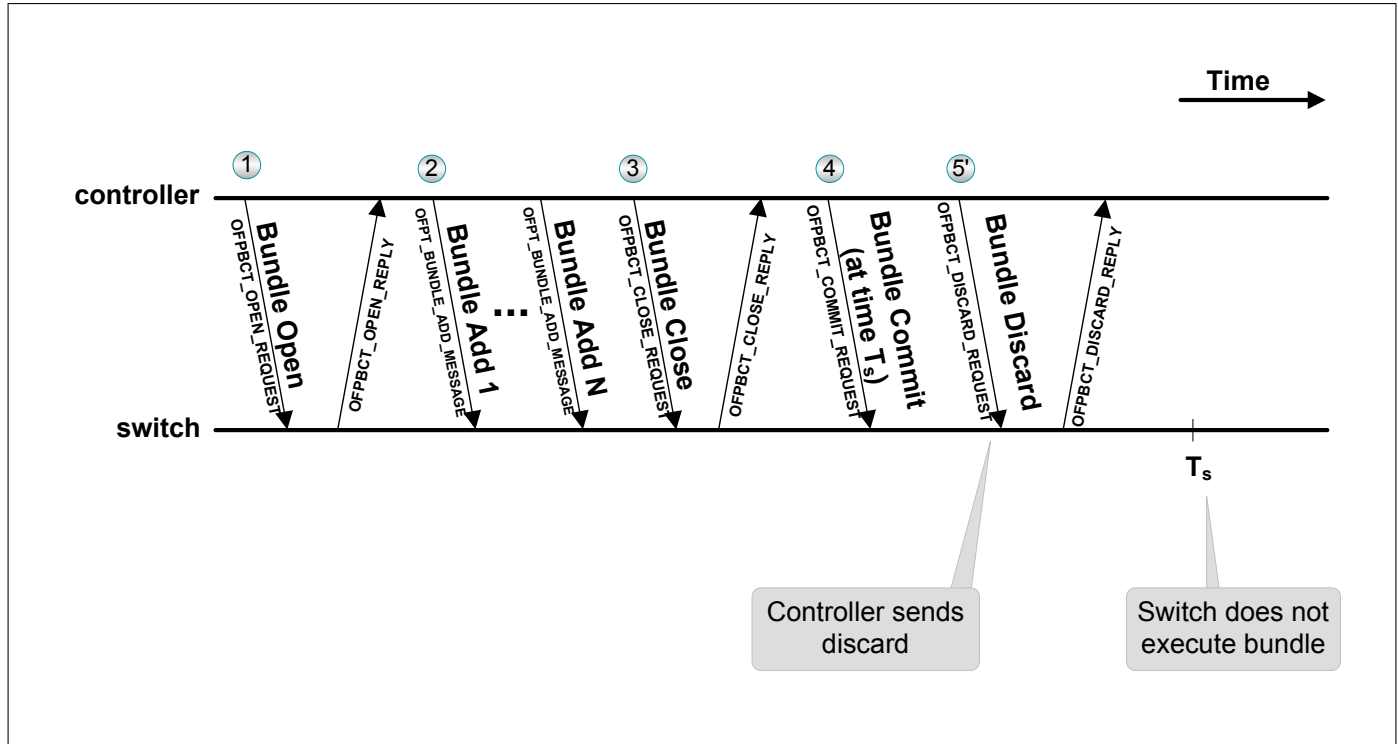 Time
1
2
3
4
5'
controller
Bundle Open
OFPBCT_OPEN_REQUEST
OFPBCT_OPEN_REPLY
Bundle Add 1
OFPT_BUNDLE_ADD_MESSAGE
...
Bundle Add N
OFPT_BUNDLE_ADD_MESSAGE
Bundle Close
OFPBCT_CLOSE_REQUEST
OFPBCT_CLOSE_REPLY
Bundle Commit
(at time Ts)
OFPBCT_COMMIT_REQUEST
Bundle Discard
OFPBCT_DISCARD_REQUEST
OFPBCT_DISCARD_REPLY
switch
Ts
Controller sends
discard
Switch does not
execute bundle